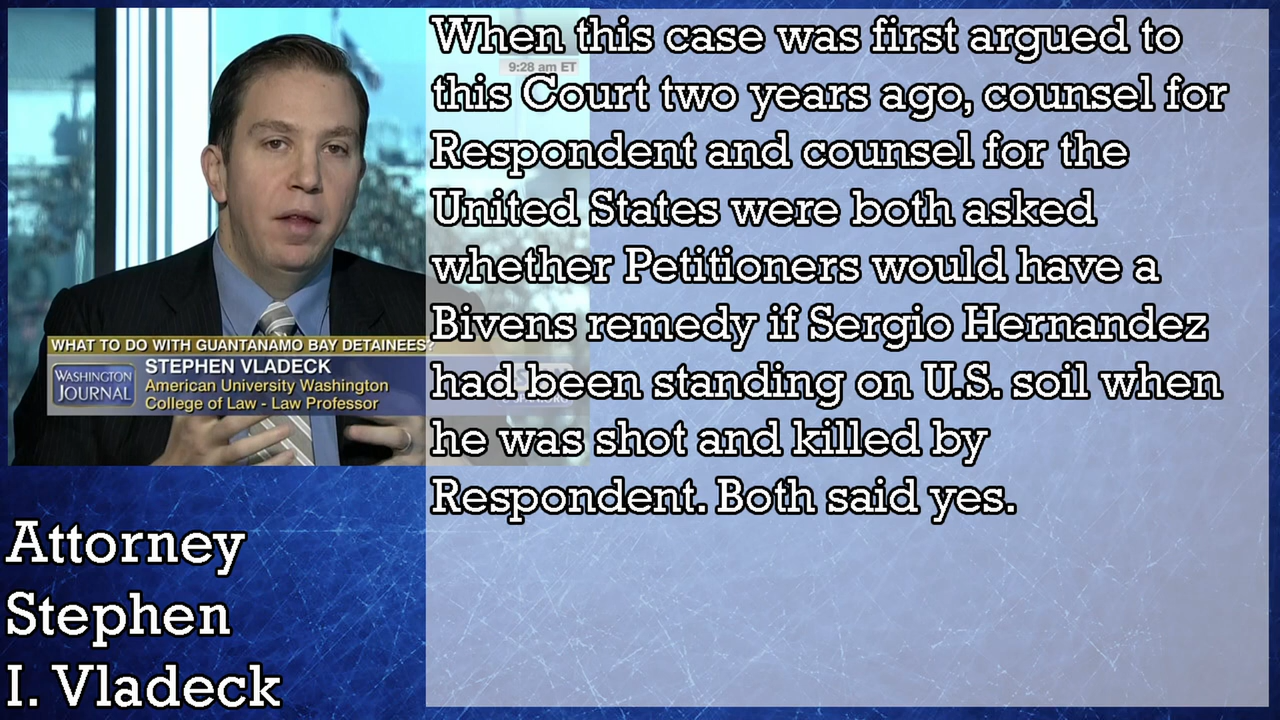 When this case was first argued to
this Court two years ago, counsel for
Respondent and counsel for the
United States were both asked
whether Petitioners would have a
Bivens remedy if Sergio Hernandez
had been standing on U.S. soil when
he was shot and killed by
Respondent. Both said yes.
9:28 am ET
WHAT TO DO WITH GUANTANAMO BAY DETAINEES?
WASHINGTON
JOURNAL
STEPHEN VLADECK
American University Washington
College of Law - Law Professor
Attorney
Stephen
I. Vladeck